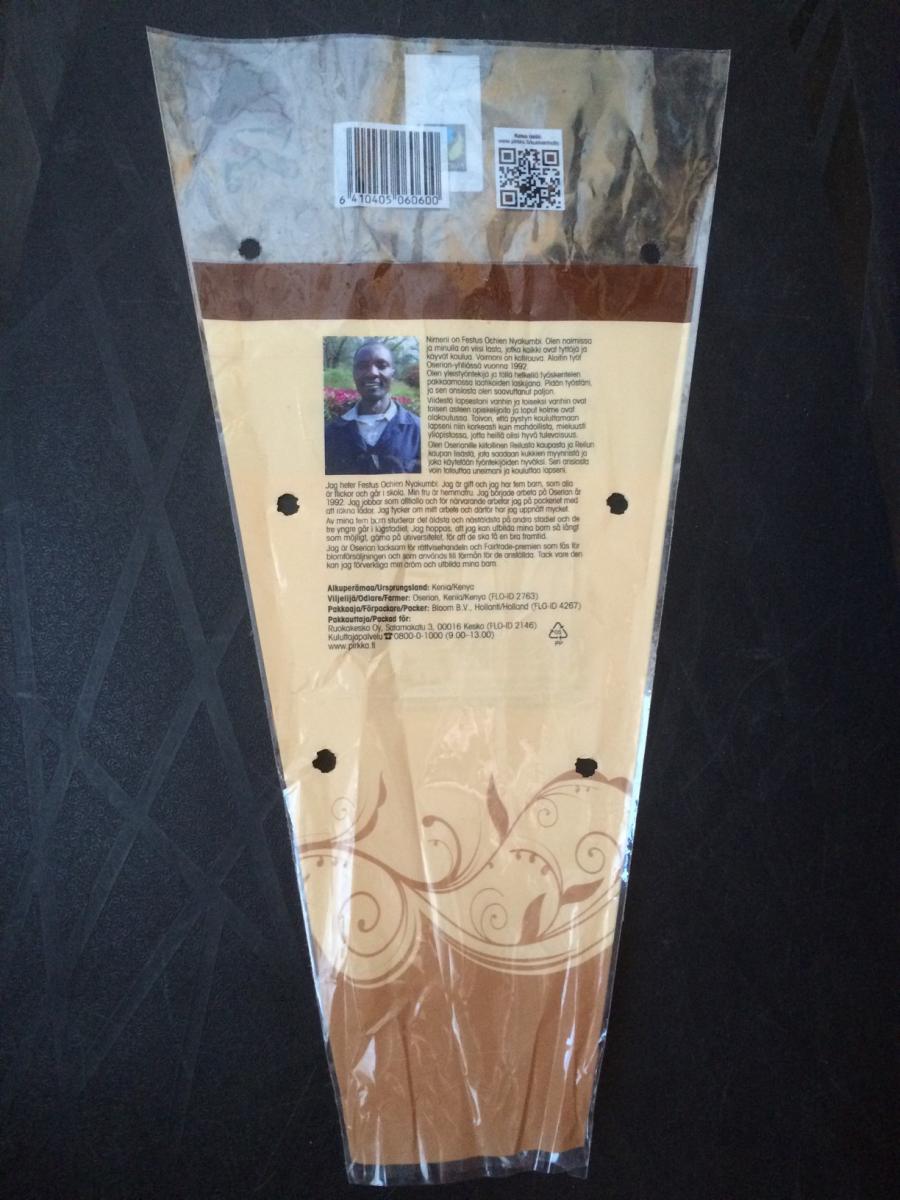 Katso lisää:
6 410405 060600
Nimeni on Festus Ochien Nyakumbi. Olen naimisissa
ja minulla on viisi lasta, jotka kaikki ovat tyttöjä ja
käyvät koulua. Vaimoni on kotirouva. Aloitin työt
Oserian-yhtiössä vuonna 1992.
Olen yleistyöntekijä ja tällä hetkellä työskentelen
pakkaamossa laatikoiden laskijana. Pidän työstäni,
ja sen ansiosta olen saavuttanut paljon.
Viidestä lapsestani vanhin ja toiseksi vanhin ovat
toisen asteen opiskelijoita ja loput kolme ovat
alakoulussa. Toivon, että pystyn kouluttamaan
lapseni niin korkeasti kuin mahdollista, mieluusti
yliopistossa, jotta heillä olisi hyvä tulevaisuus.
Olen Oserianille kiitollinen Reilusta kaupasta ja Reilun
kaupan lisästä, jota saadaan kukkien myynnistä ja
joka käytetään työntekijöiden hyväksi. Sen ansiosta
voin toteuttaa unelmani ja kouluttaa lapseni.
Jag heter Festus Ochien Nyakumbi. Jag är gift och jag har fem barn, som alla
är flickor och går i skola. Min fru är hemmafru. Jag började arbeta på Oserian år
1992. Jag jobbar som alltiallo och för närvarande arbetar jag på packeriet med
att räkna lådor. Jag tycker om mitt arbete och därför har jag uppnått mycket.
Av mina fem barn studerar det äldsta och näståldsta på andra stadiet och de
tre yngre går i lågstadiet. Jag hoppas, att jag kan utbilda mina barn så långt
som möjligt, gärna på universitetet, för att de ska få en bra framtid.
Jag är Oserian tacksam för rättvisehandeln och Fairtrade-premien som fås för
blomförsäljningen och som används till förmån för de anställda. Tack vare den
kan jag förverkliga min dröm och utbilda mina barn.
Alkuperämaa/Ursprungsland: Kenia/Kenya
Viljelijä/Odlare/Farmer: Oserian, Kenia/Kenya (FLO-ID 2763)
Pakkaaja/Förpackare/Packer: Bloom B.V., Hollanti/Holland (FLO-ID 4267)
Pakkauttaja/Packad för:
Ruokakesko Oy, Satamakatu 3, 00016 Kesko (FLO-ID 2146)
Kuluttajapalvelu ☎ 0800-0-1000 (9.00–13.00)
www.pirkka.fi
05
PP